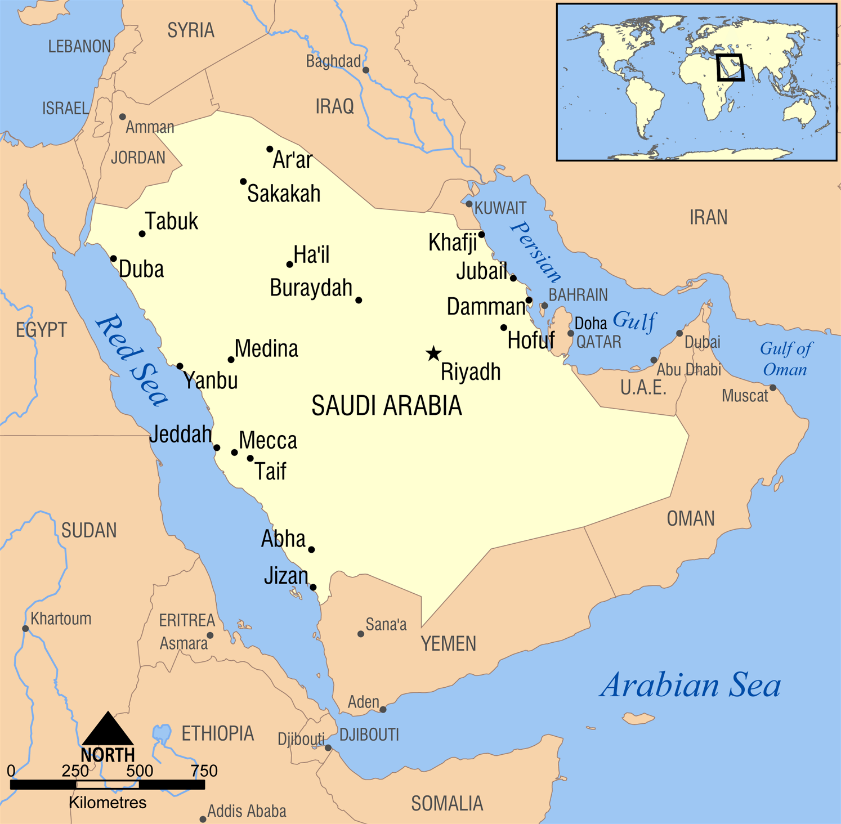 SYRIA
LEBANON
Baghdad
ISRAEL
IRAQ
Amman
JORDAN
Ar'ar
Sakakah
Tabuk
KUWAIT
IRAN
Khafji
Persian
Gulf
Ha'il
Duba
Jubail
Buraydah
Damman
BAHRAIN
EGYPT
Red Sea
Doha
QATAR
Hofuf
Dubai
Gulf of
Oman
Medina
Riyadh
Yanbu
Abu Dhabi
U.A.E.
Muscat
SAUDI ARABIA
Jeddah
Mecca
Taif
OMAN
SUDAN
Abha
Jizan
Khartoum
ERITREA
Asmara
Sana'a
YEMEN
Arabian Sea
Aden
ETHIOPIA
Djibouti
DJIBOUTI
NORTH
0 250 500 750
Kilometres
SOMALIA
Addis Ababa